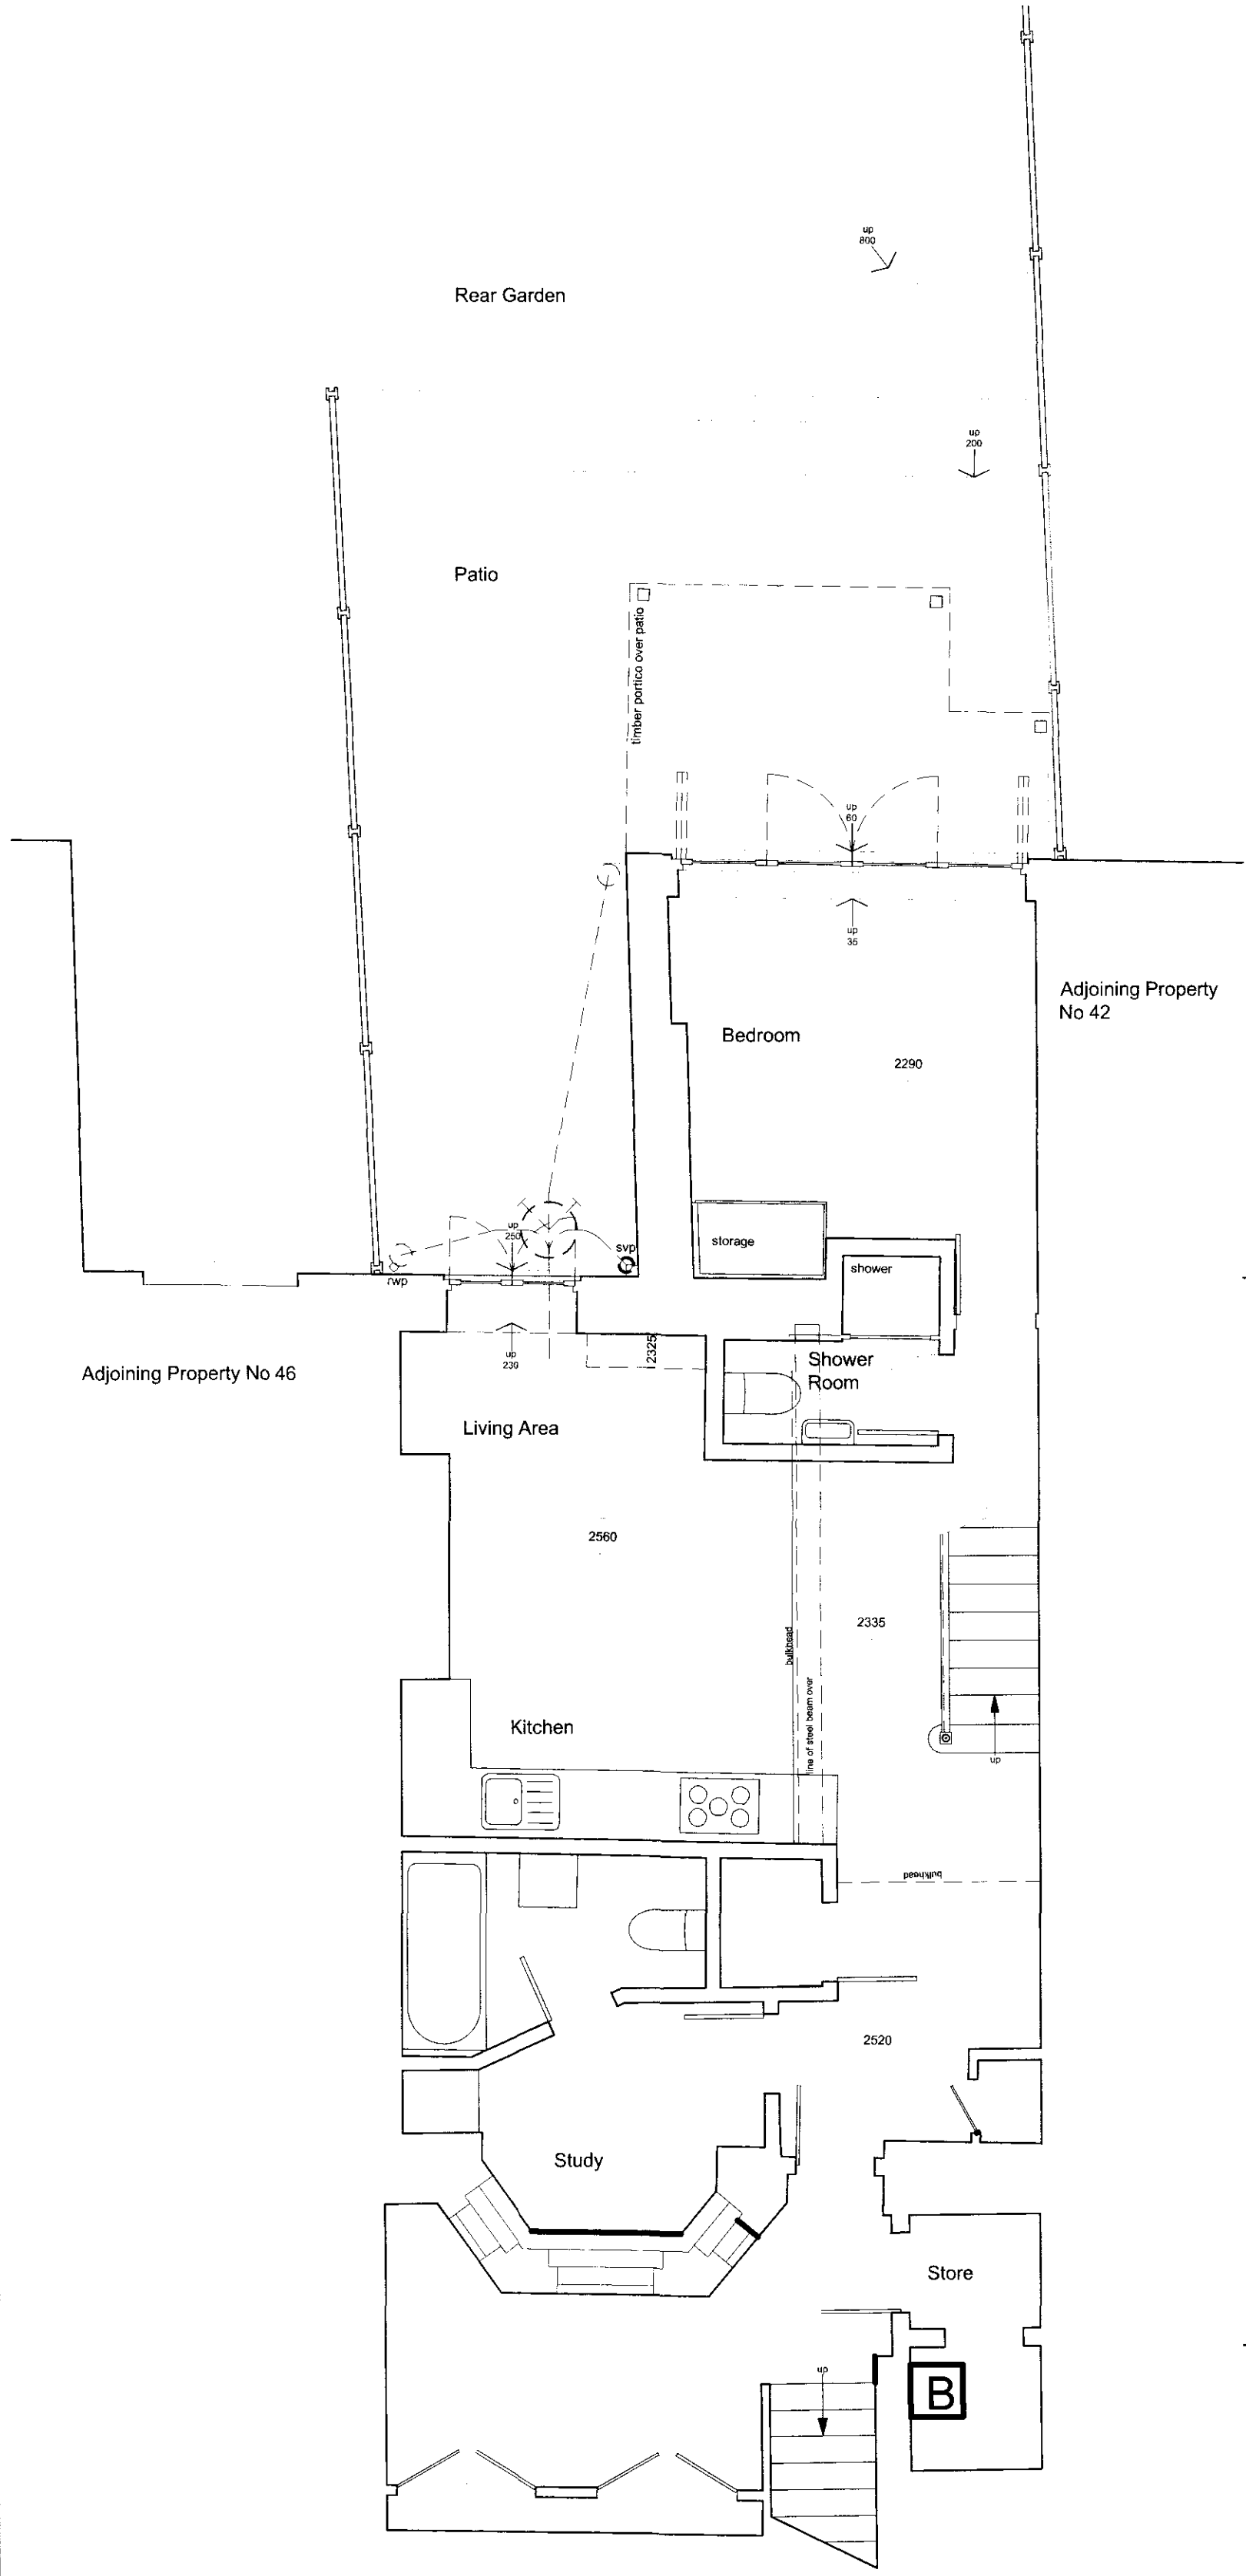 up
800
Rear Garden
up
200
Patio
timber portico over patio
up
60
up
35
Adjoining Property
No 42
Bedroom
2290
up
250
svp
storage
shower
rwp
up
230
2325
Shower
Room
Adjoining Property No 46
Living Area
2560
2335
bulkhead
line of steel beam over
Kitchen
up
bulkhead
2520
Study
Store
up
B